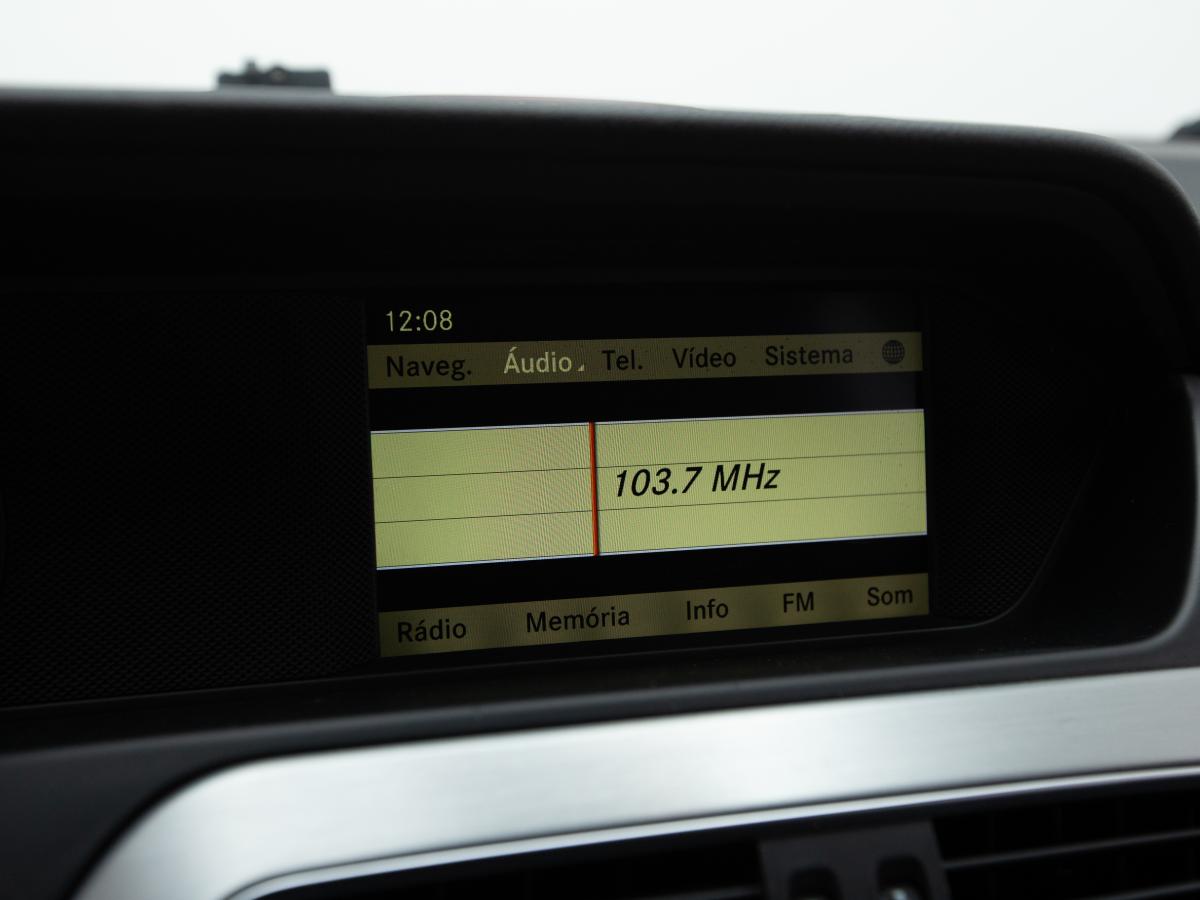 12:08
Naveg. Áudio Tel. Vídeo Sistema
103.7 MHz
Rádio Memória Info FM Som